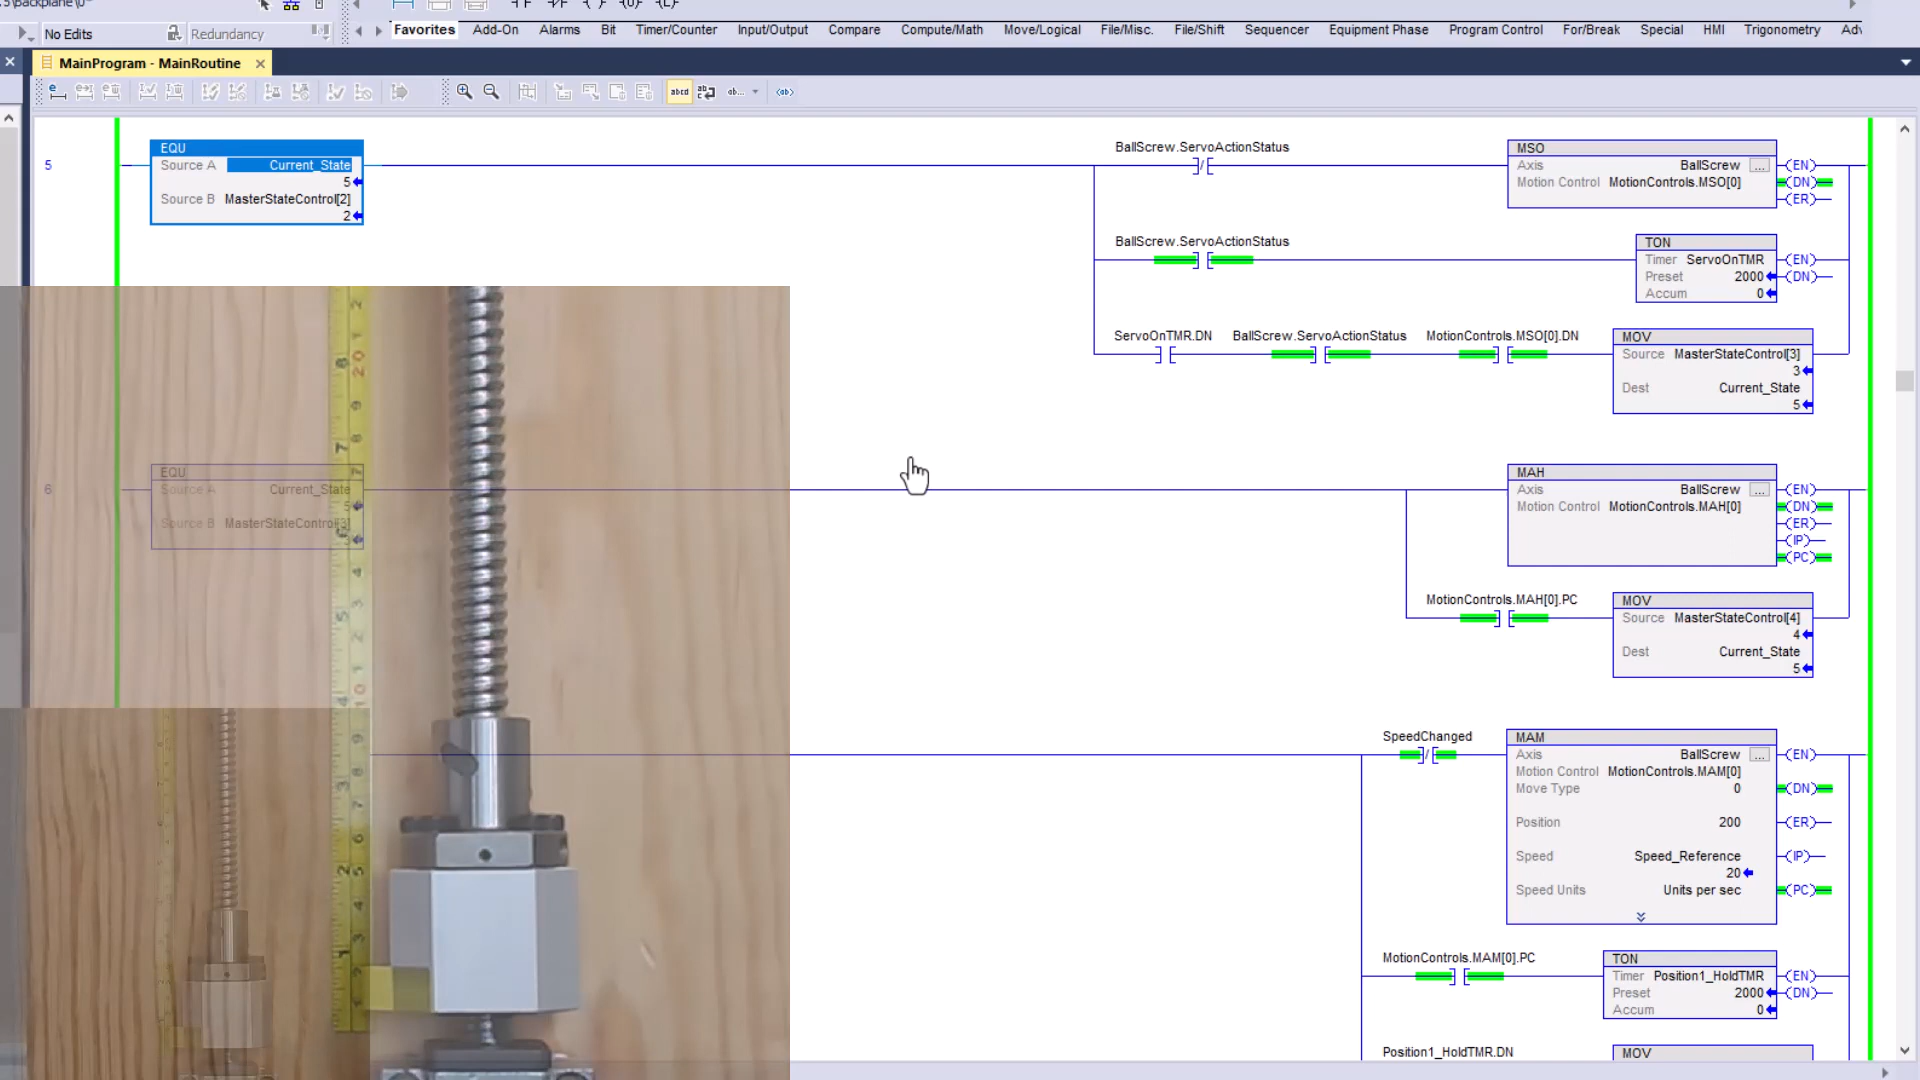 No Edits
Redundancy
Favorites Add-On Alarms Bit Timer/Counter Input/Output Compare Compute/Math Move/Logical File/Misc. File/Shift Sequencer Equipment Phase Program Control For/Break Special HMI Trigonometry Adv
MainProgram - MainRoutine
5
EQU
Source A Current_State
5
Source B MasterStateControl[2]
2
BallScrew.ServoActionStatus
MSO
Axis BallScrew ...
Motion Control MotionControls.MSO[0]
EN
DN
ER
BallScrew.ServoActionStatus
TON
Timer ServoOnTMR
Preset 2000
Accum 0
EN
DN
ServoOnTMR.DN BallScrew.ServoActionStatus MotionControls.MSO[0].DN
MOV
Source MasterStateControl[3]
3
Dest Current_State
5
6
EQU
Source A Current_State
5
Source B MasterStateControl[3]
MAH
Axis BallScrew ...
Motion Control MotionControls.MAH[0]
EN
DN
ER
IP
PC
MotionControls.MAH[0].PC
MOV
Source MasterStateControl[4]
4
Dest Current_State
5
SpeedChanged
MAM
Axis BallScrew ...
Motion Control MotionControls.MAM[0]
Move Type 0
Position 200
Speed Speed_Reference
20
Speed Units Units per sec
EN
DN
ER
IP
PC
MotionControls.MAM[0].PC
TON
Timer Position1_HoldTMR
Preset 2000
Accum 0
EN
DN
Position1_HoldTMR.DN
MOV